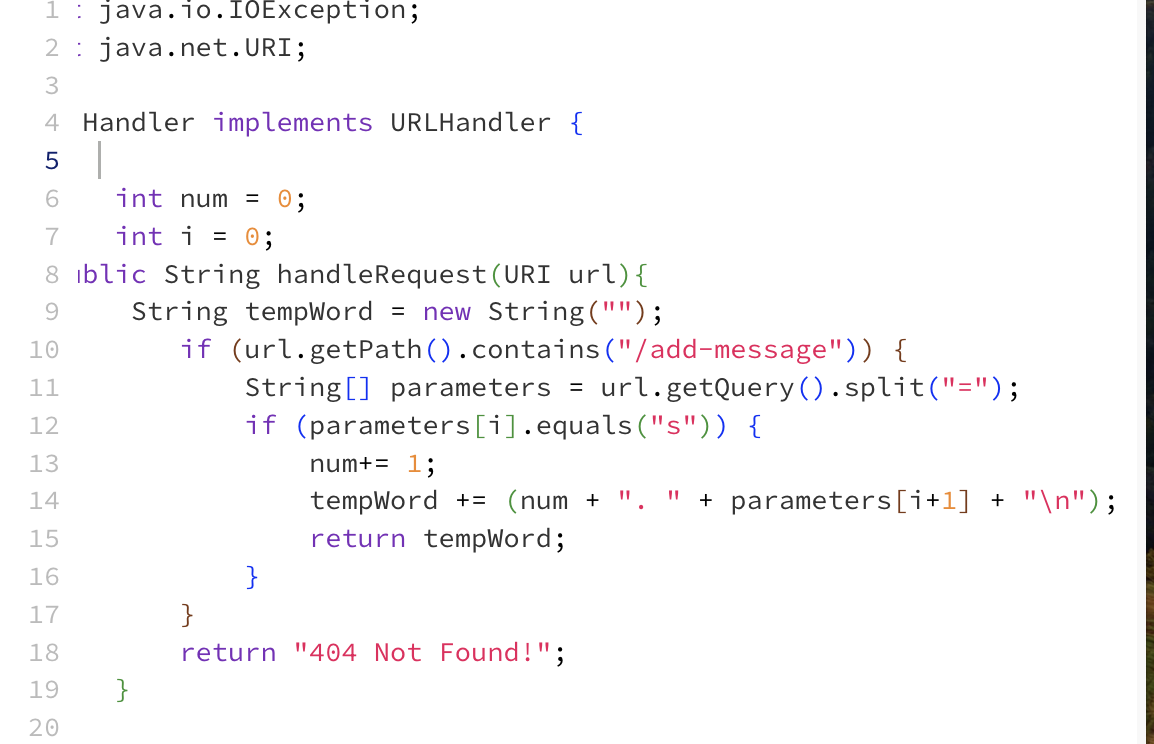 1 : java.io.IOException;
2 : java.net.URI;
3
4 Handler implements URLHandler {
5
6 int num = 0;
7 int i = 0;
8 blic String handleRequest(URI url){
9 String tempWord = new String("");
10 if (url.getPath().contains("/add-message")) {
11 String[] parameters = url.getQuery().split("=");
12 if (parameters[i].equals("s")) {
13 num+= 1;
14 tempWord += (num + ". " + parameters[i+1] + "\n");
15 return tempWord;
16 }
17 }
18 return "404 Not Found!";
19 }
20